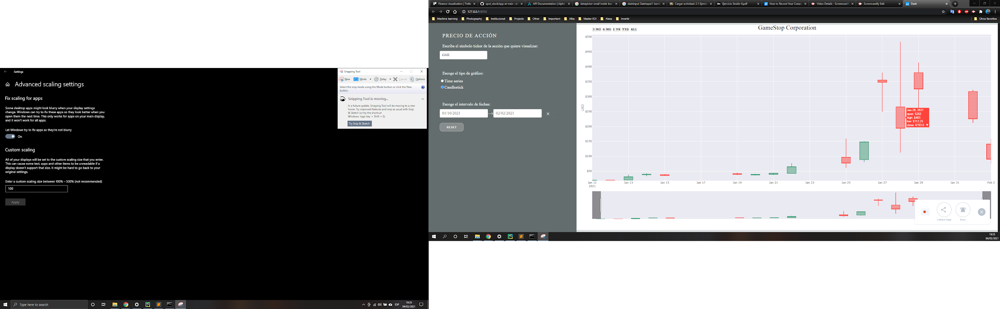 Settings
Advanced scaling settings
Fix scaling for apps
Some desktop apps might look blurry when your display settings
change. Windows can try to fix these apps so they look better when you
open them the next time. This only works for apps on your main display,
and it won't work for all apps.
Let Windows try to fix apps so they're not blurry
On
Custom scaling
All of your displays will be set to the custom scaling size that you enter.
This can cause some text, apps and other items to be unreadable if a
display doesn't support that size. It might be hard to go back to your
original settings.
Enter a custom scaling size between 100% – 500% (not recommended)
100
Apply
Snipping Tool
New Mode Delay Cancel Options
Select the snip mode using the Mode button or click the New
button.
Snipping Tool is moving...
In a future update, Snipping Tool will be moving to a new
home. Try improved features and snip as usual with Snip
& Sketch (or try the shortcut
Windows logo key + Shift + S).
Try Snip & Sketch
Type here to search
ESP
19:35
04/02/2021
Finance visualization | Trello
spot_stock/app at main
API Documentation | Alpha
datepicker small inside box
dateInput Dateinput1 bord
Cargar actividad: 2.1 Ejercic
Ejercicio Sesión 6.pdf
How to Record Your Comp
Video Details - Screencastif
Screencastify Edit
Dash
127.0.0.1:8050
Machine learning Photography Institucional Projects Other Important Alba Master EOI Alexa Invertir
Otros favoritos
PRECIO DE ACCIÓN
Escriba el símbolo ticker de la acción que quiere visualizar:
GME
Escoge el tipo de gráfico:
Time series
Candlestick
Escoge el intervalo de fechas:
01/10/2021 → 02/02/2021
RESET
3 MO 6 MO 1 YR YTD ALL
GameStop Corporation
USD
$500
$450
$400
$350
$300
$250
$200
$150
$100
$50
Jan 28, 2021
open: $265
high: $483
low: $112.25
close: $193.6 ▼
Jan 11 Jan 13 Jan 15 Jan 17 Jan 19 Jan 21 Jan 23 Jan 25 Jan 27 Jan 29 Jan 31 Feb 2
2021
Callback Graph
Errors
19:35
04/02/2021